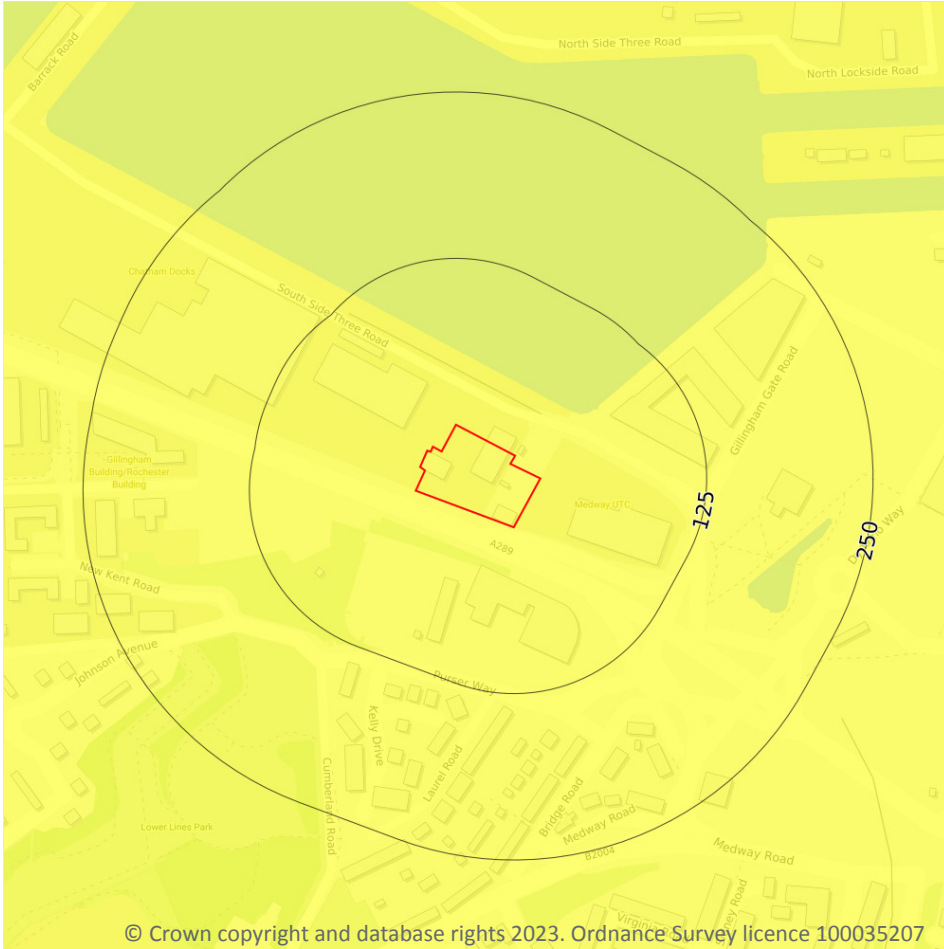 Barrack Road
North Side Three Road
North Lockside Road
Chatham Docks
South Side Three Road
Gillingham Gate Road
Gillingham
Building/Rochester
Building
Medway UTC
125
250
A289
New Kent Road
Johnson Avenue
Purser Way
Kelly Drive
Laurel Road
Cumberland Road
Bridge Road
Medway Road
Lower Lines Park
B2004
Medway Road
© Crown copyright and database rights 2023. Ordnance Survey licence 100035207